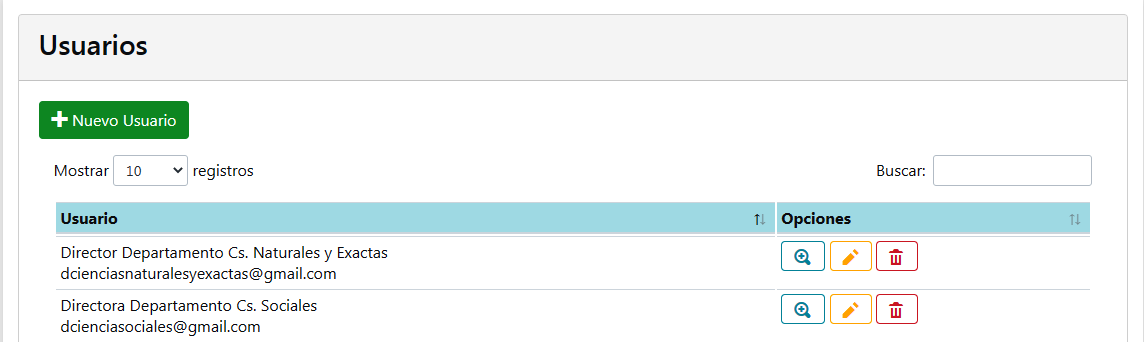 Usuarios
Nuevo Usuario
Mostrar 10 registros Buscar:
Usuario Opciones
Director Departamento Cs. Naturales y Exactas
dcienciasnaturalesyexactas@gmail.com
Directora Departamento Cs. Sociales
dcienciasociales@gmail.com